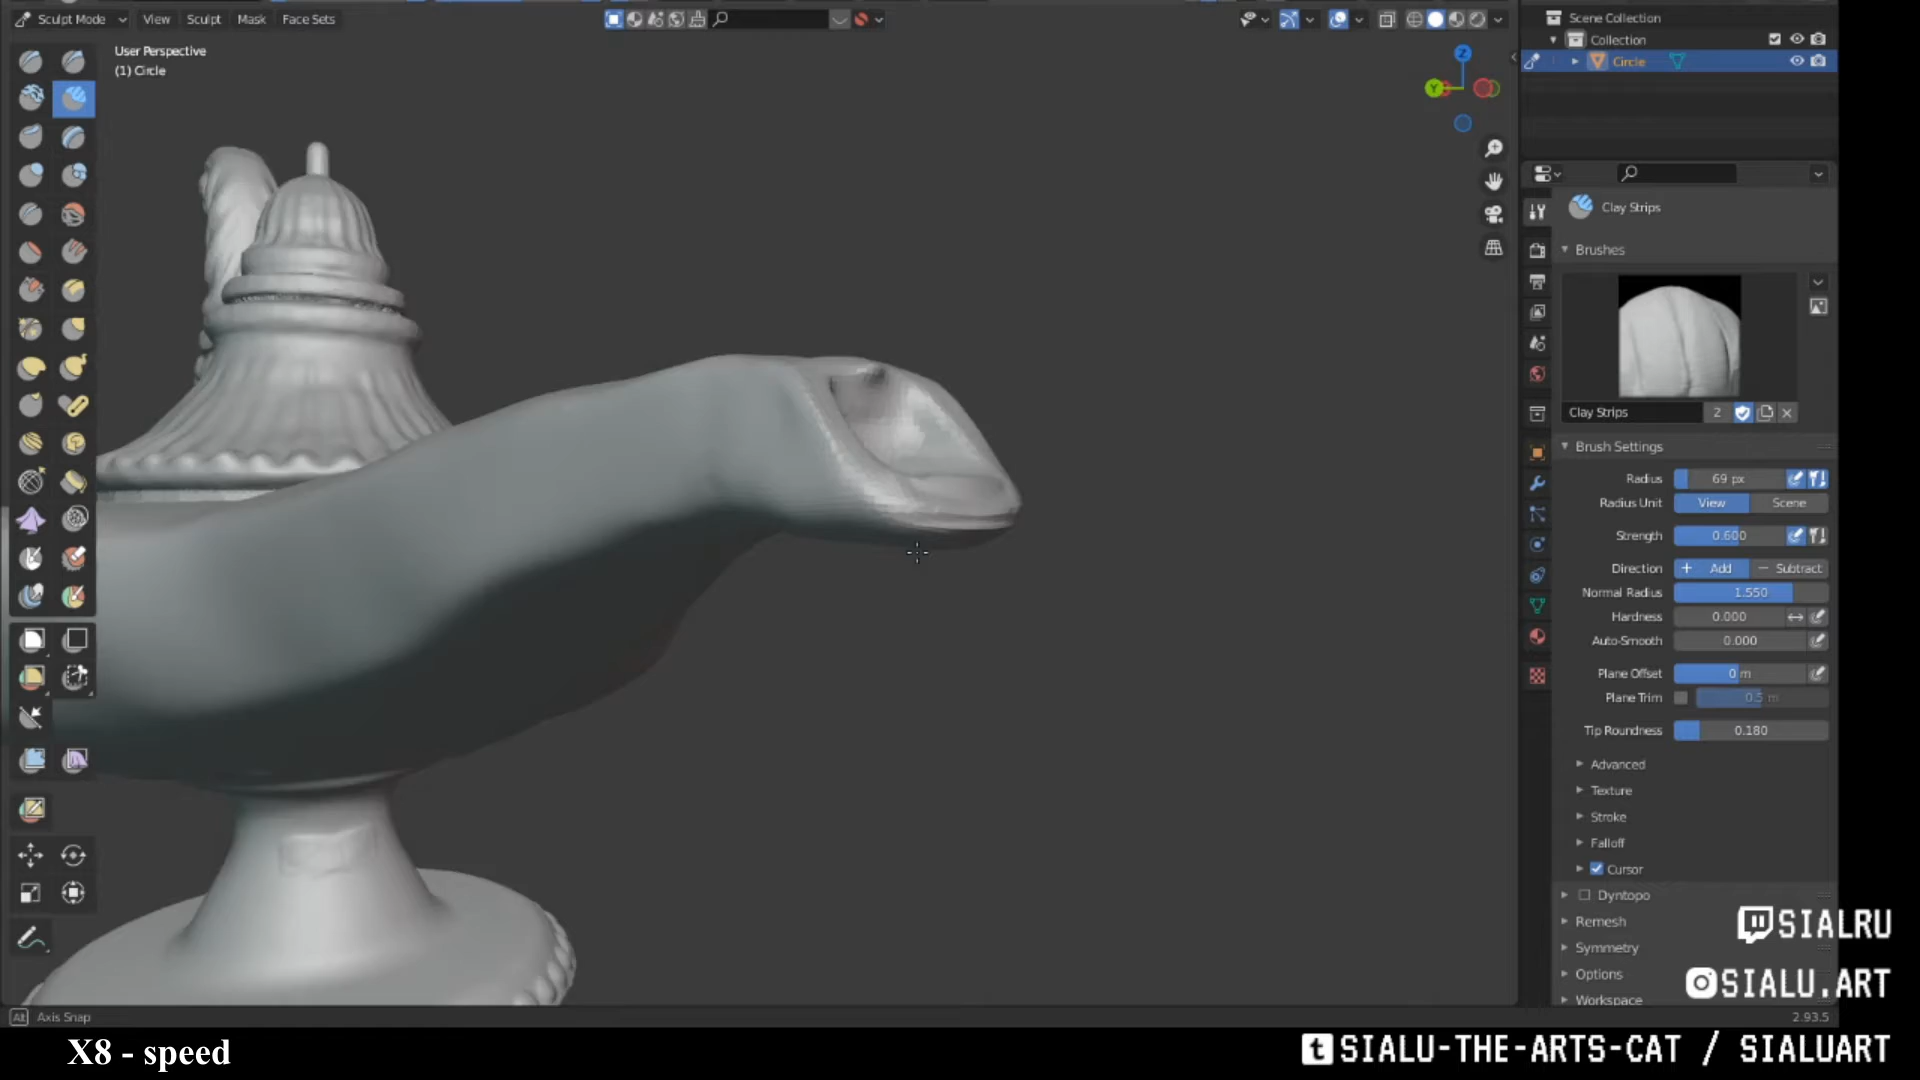 Sculpt Mode View Sculpt Mask Face Sets
User Perspective
(1) Circle
Z
Y
Scene Collection
Collection
Circle
Clay Strips
Brushes
Clay Strips 2
Brush Settings
Radius 69 px
Radius Unit View Scene
Strength 0.600
Direction + Add − Subtract
Normal Radius 1.550
Hardness 0.000
Auto-Smooth 0.000
Plane Offset 0 m
Plane Trim 0.5 m
Tip Roundness 0.180
Advanced
Texture
Stroke
Falloff
Cursor
Dyntopo
Remesh
Symmetry
Options
Workspace
SIALRU
SIALU.ART
Alt Axis Snap
2.93.5
X8 - speed
SIALU-THE-ARTS-CAT / SIALUART